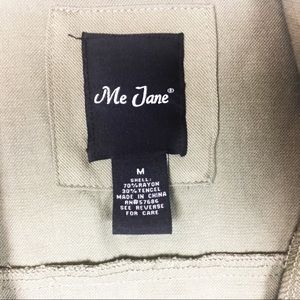 Me Jane®
M
SHELL:
70%RAYON
30%TENCEL
MADE IN CHINA
RN#57686
SEE REVERSE
FOR CARE